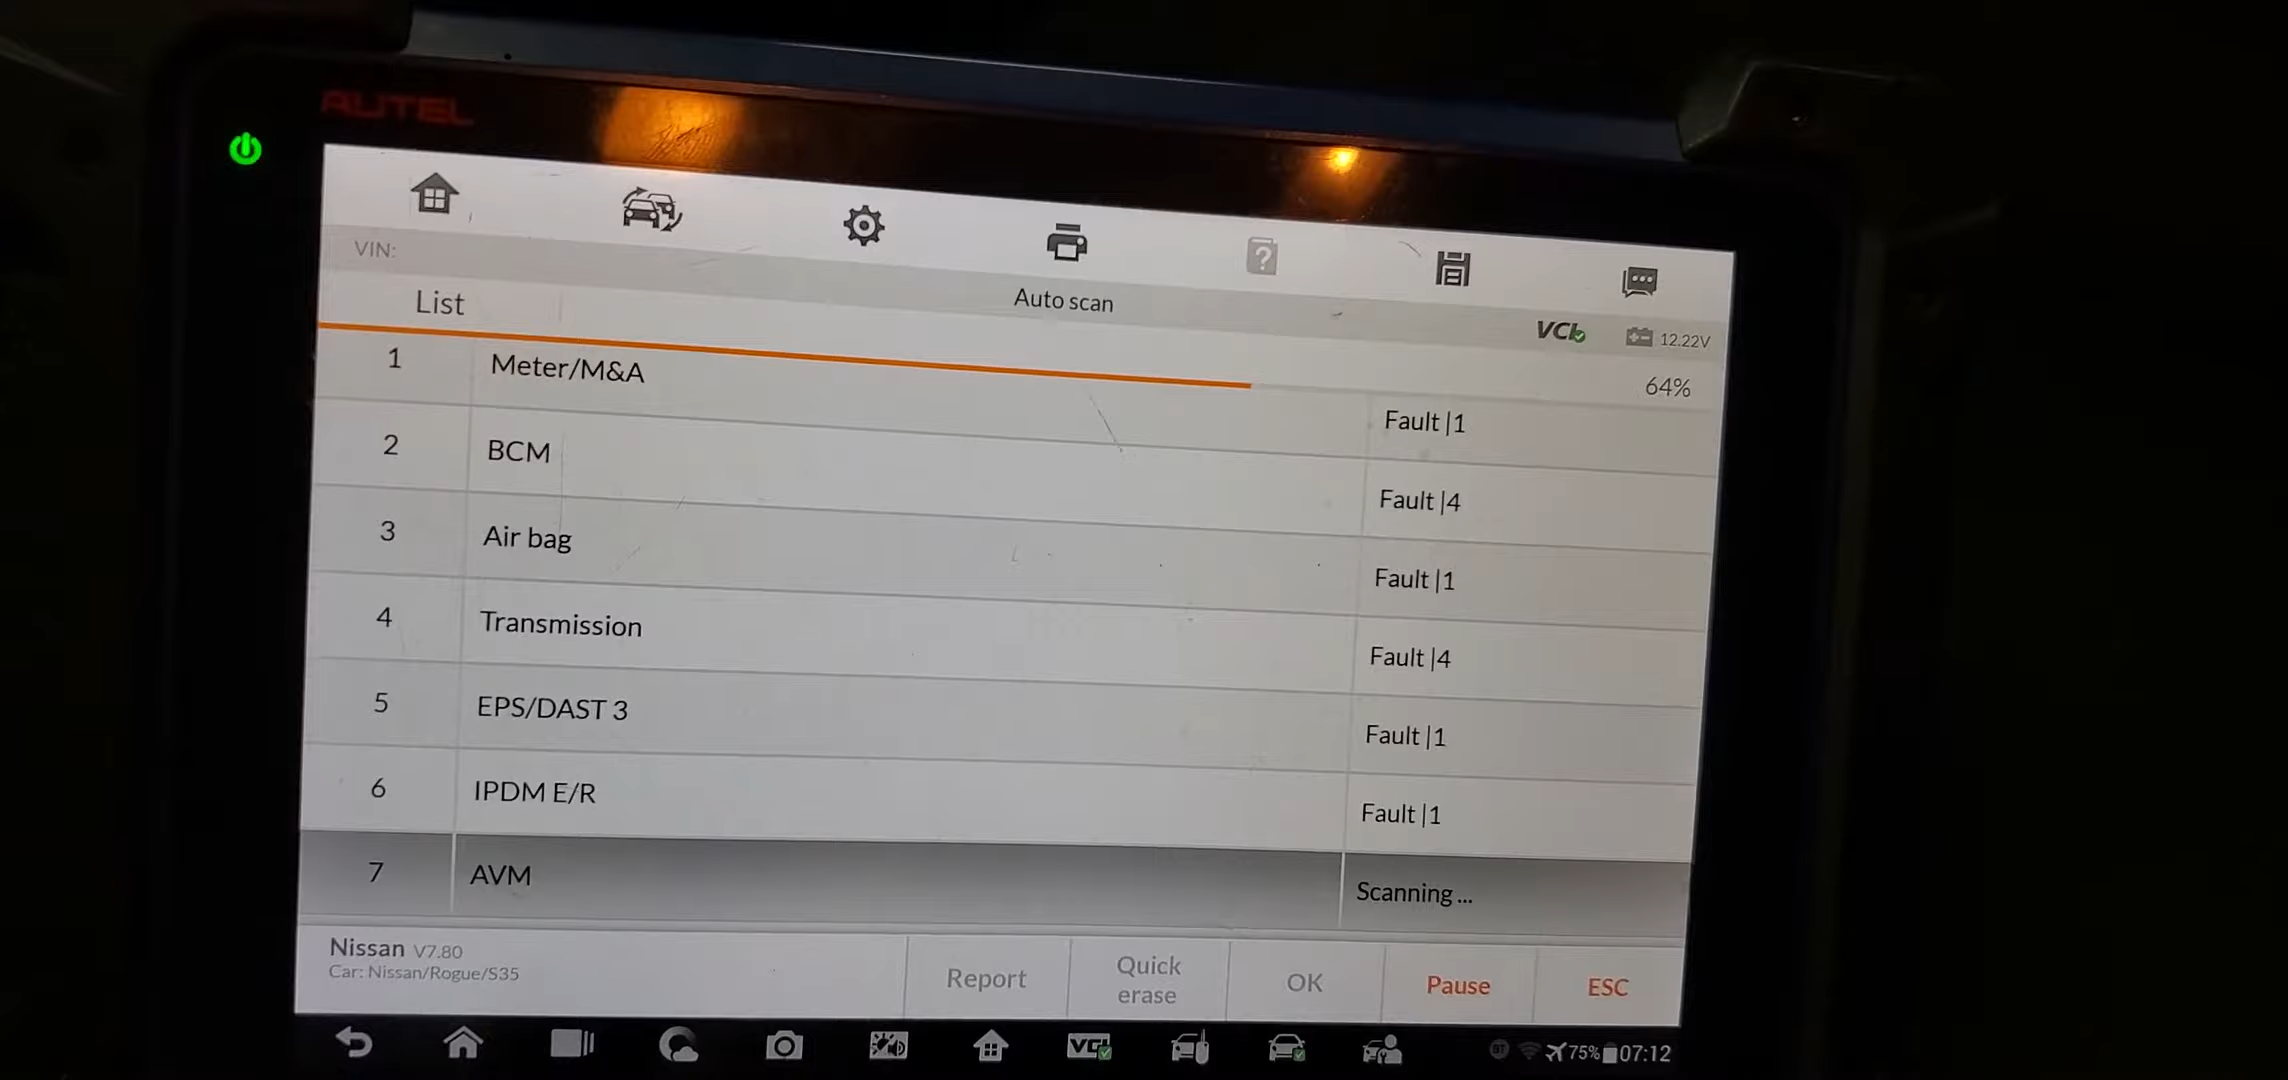 AUTEL
VIN:
Auto scan
List
VCI 12.22V
64%
1 Meter/M&A Fault |1
2 BCM Fault |4
3 Air bag Fault |1
4 Transmission Fault |4
5 EPS/DAST 3 Fault |1
6 IPDM E/R Fault |1
7 AVM Scanning ...
Nissan V7.80
Car: Nissan/Rogue/S35
Report
Quick
erase
OK
Pause
ESC
VCI
75% 07:12